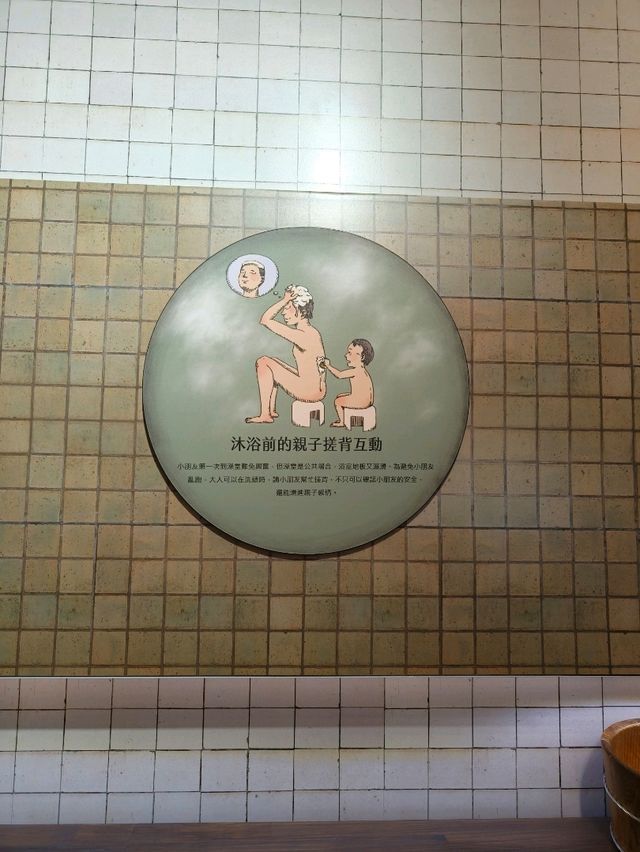 沐浴前的親子搓背互動
小朋友第一次到澡堂難免興奮，但澡堂是公共場合，浴室地板又濕滑，為避免小朋友
亂跑，大人可以在洗頭時，請小朋友幫忙搓背，不只可以確認小朋友的安全，
還能增進親子感情。